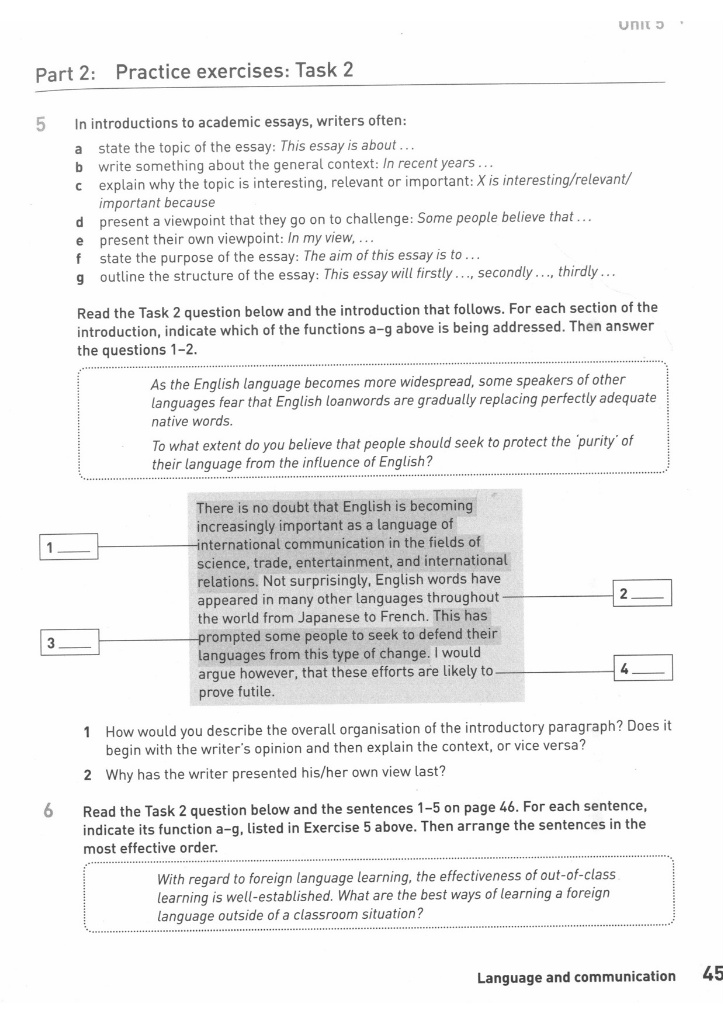 Unit 5
Part 2: Practice exercises: Task 2
5 In introductions to academic essays, writers often:
a state the topic of the essay: This essay is about ...
b write something about the general context: In recent years ...
c explain why the topic is interesting, relevant or important: X is interesting/relevant/
important because
d present a viewpoint that they go on to challenge: Some people believe that ...
e present their own viewpoint: In my view, ...
f state the purpose of the essay: The aim of this essay is to ...
g outline the structure of the essay: This essay will firstly ..., secondly ..., thirdly ...
Read the Task 2 question below and the introduction that follows. For each section of the
introduction, indicate which of the functions a–g above is being addressed. Then answer
the questions 1–2.
As the English language becomes more widespread, some speakers of other
languages fear that English loanwords are gradually replacing perfectly adequate
native words.
To what extent do you believe that people should seek to protect the 'purity' of
their language from the influence of English?
There is no doubt that English is becoming
increasingly important as a language of
1 ____ international communication in the fields of
science, trade, entertainment, and international
relations. Not surprisingly, English words have
appeared in many other languages throughout 2 ____
the world from Japanese to French. This has
3 ____ prompted some people to seek to defend their
languages from this type of change. I would
argue however, that these efforts are likely to 4 ____
prove futile.
1 How would you describe the overall organisation of the introductory paragraph? Does it
begin with the writer's opinion and then explain the context, or vice versa?
2 Why has the writer presented his/her own view last?
6 Read the Task 2 question below and the sentences 1–5 on page 46. For each sentence,
indicate its function a–g, listed in Exercise 5 above. Then arrange the sentences in the
most effective order.
With regard to foreign language learning, the effectiveness of out-of-class
learning is well-established. What are the best ways of learning a foreign
language outside of a classroom situation?
Language and communication 45